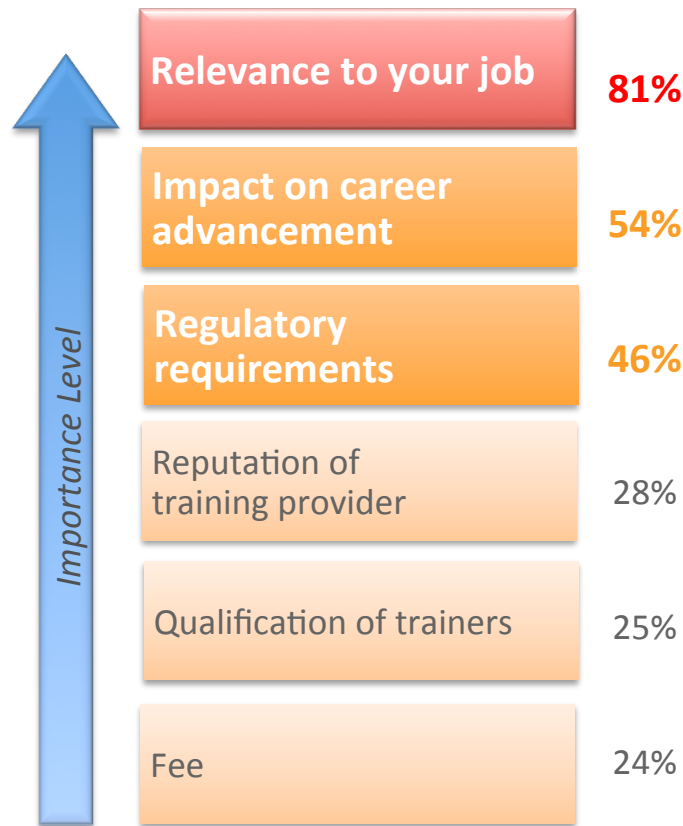 Relevance to your job
81%
Impact on career
advancement
54%
Regulatory
requirements
46%
Reputation of
training provider
28%
Qualification of trainers
25%
Fee
24%
Importance Level